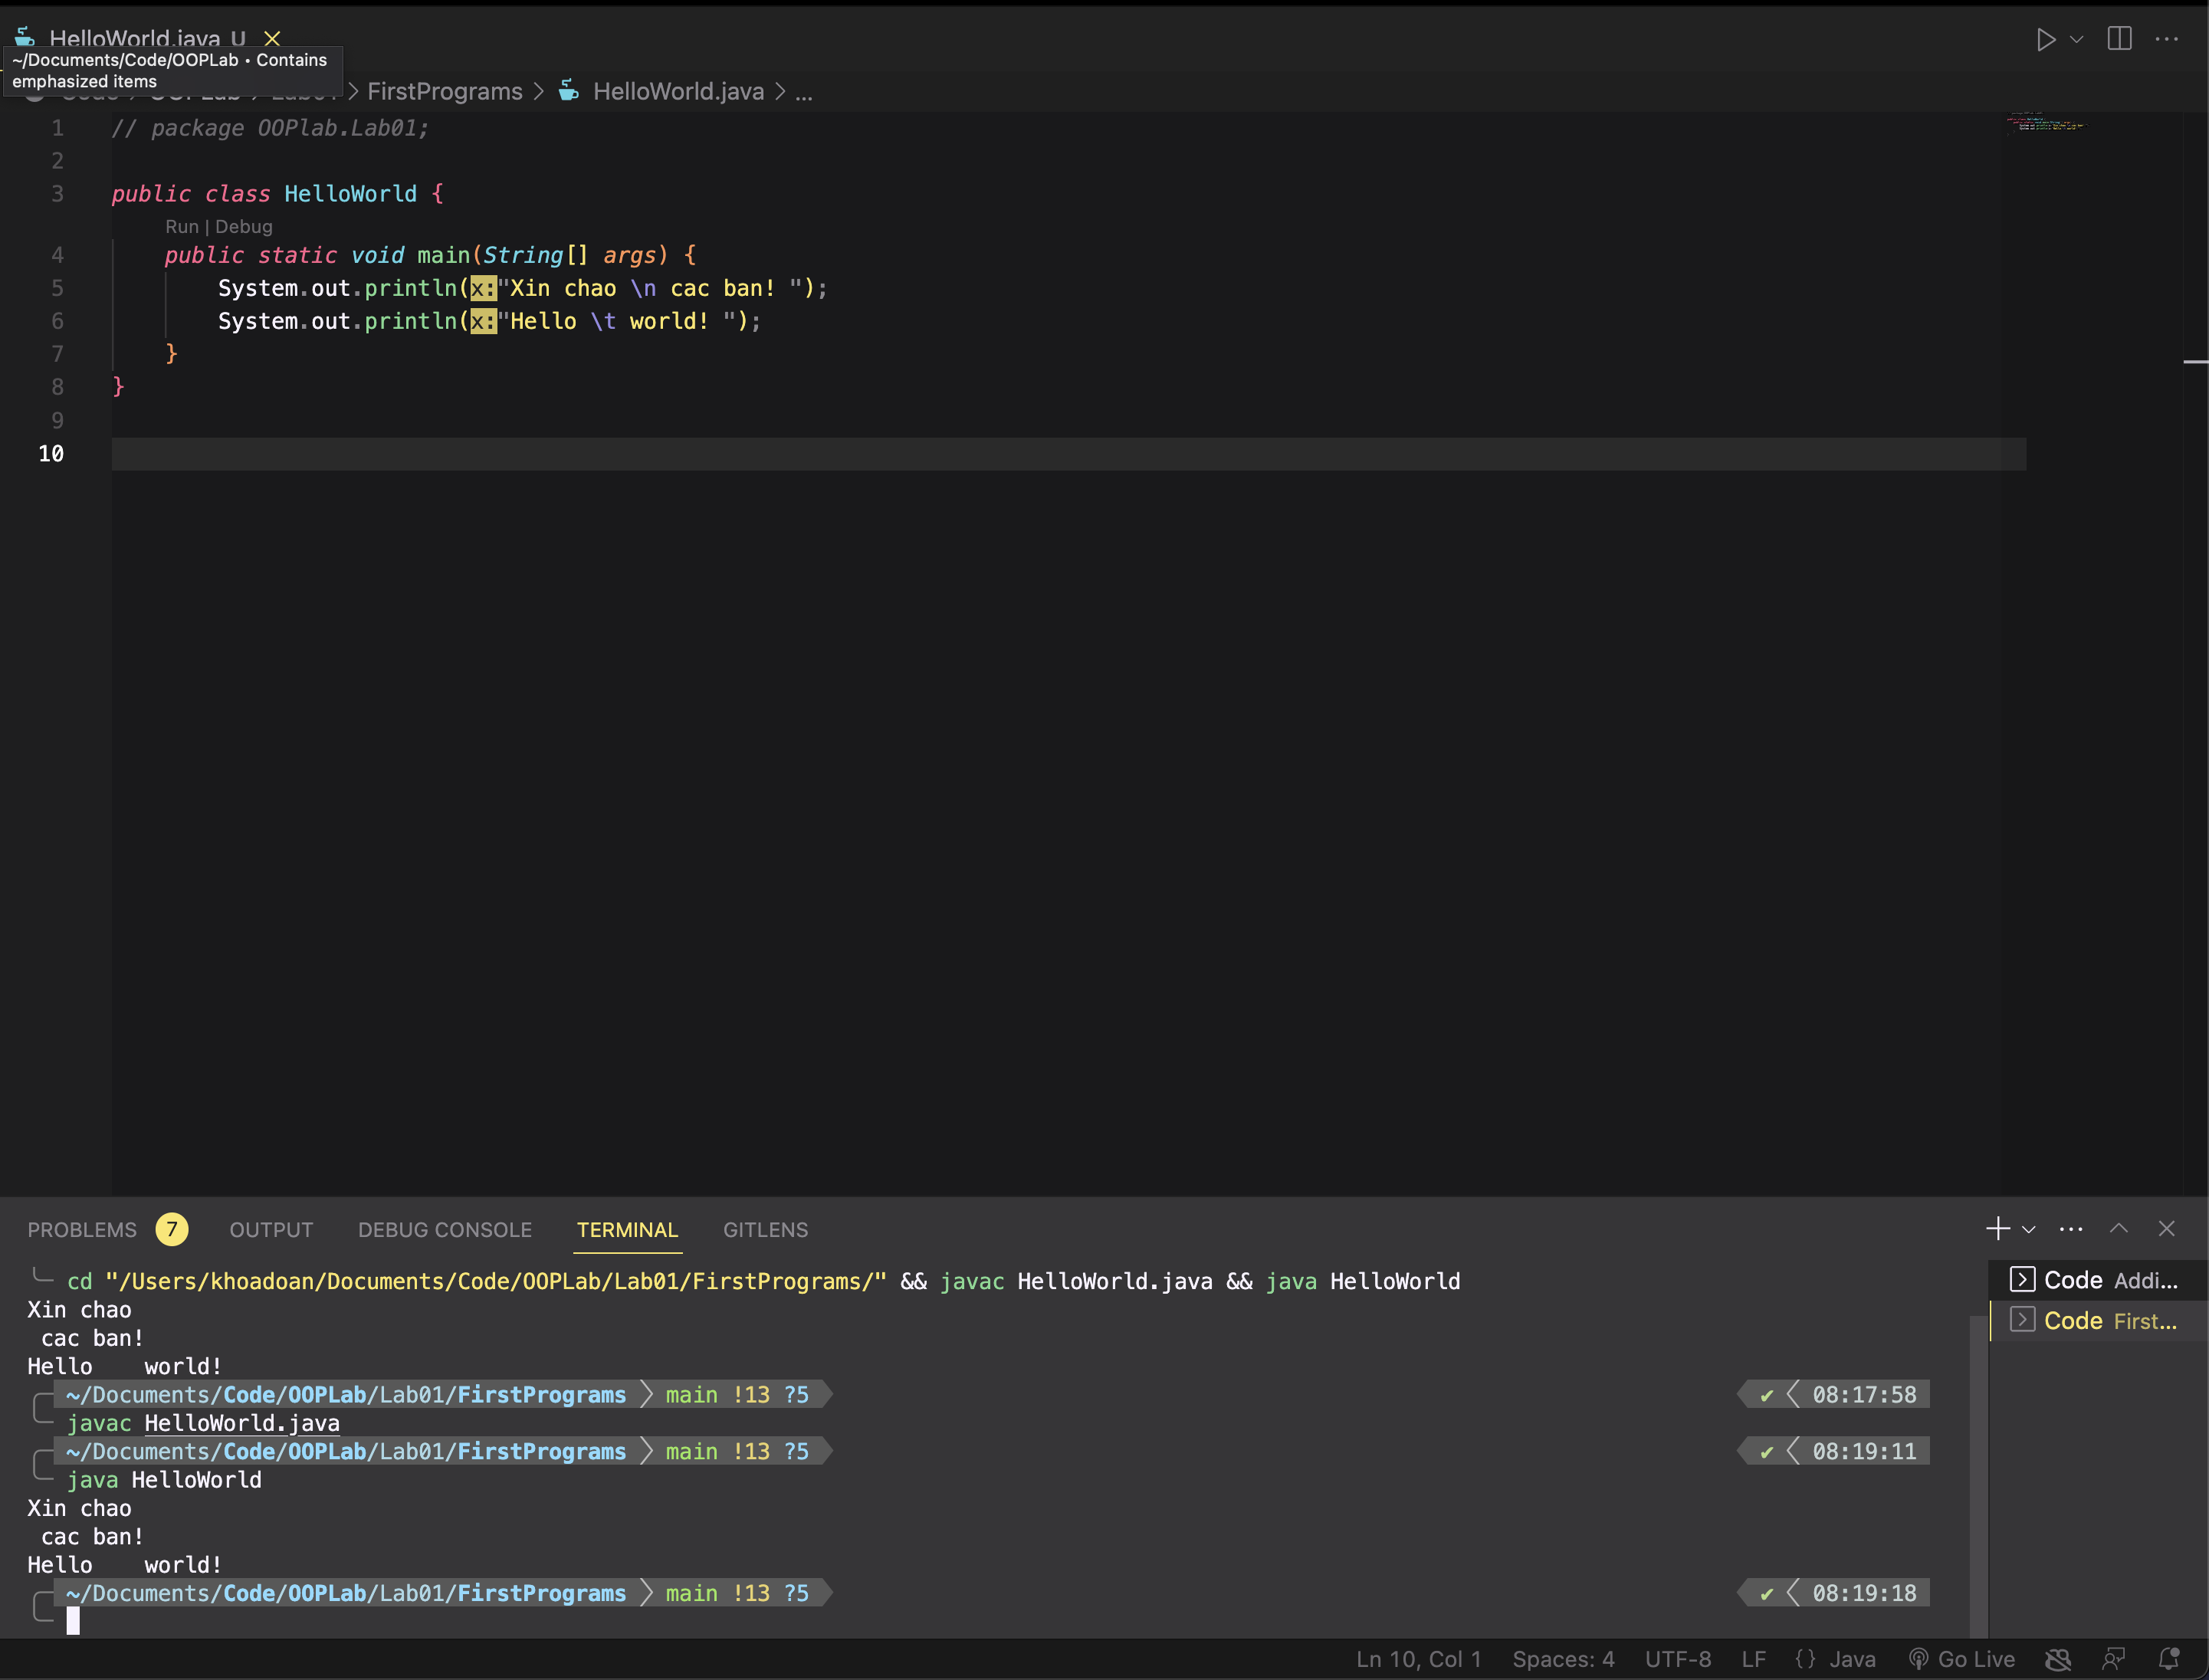 HelloWorld.java U
~/Documents/Code/OOPLab • Contains
emphasized items
FirstPrograms > HelloWorld.java > ...
1 // package OOPlab.Lab01;
2
3 public class HelloWorld {
Run | Debug
4 public static void main(String[] args) {
5 System.out.println(x:"Xin chao \n cac ban! ");
6 System.out.println(x:"Hello \t world! ");
7 }
8 }
9
10
PROBLEMS 7 OUTPUT DEBUG CONSOLE TERMINAL GITLENS
cd "/Users/khoadoan/Documents/Code/OOPLab/Lab01/FirstPrograms/" && javac HelloWorld.java && java HelloWorld
Xin chao
cac ban!
Hello    world!
~/Documents/Code/OOPLab/Lab01/FirstPrograms main !13 ?5 ✔ 08:17:58
javac HelloWorld.java
~/Documents/Code/OOPLab/Lab01/FirstPrograms main !13 ?5 ✔ 08:19:11
java HelloWorld
Xin chao
cac ban!
Hello    world!
~/Documents/Code/OOPLab/Lab01/FirstPrograms main !13 ?5 ✔ 08:19:18
Code Addi...
Code First...
Ln 10, Col 1 Spaces: 4 UTF-8 LF {} Java Go Live